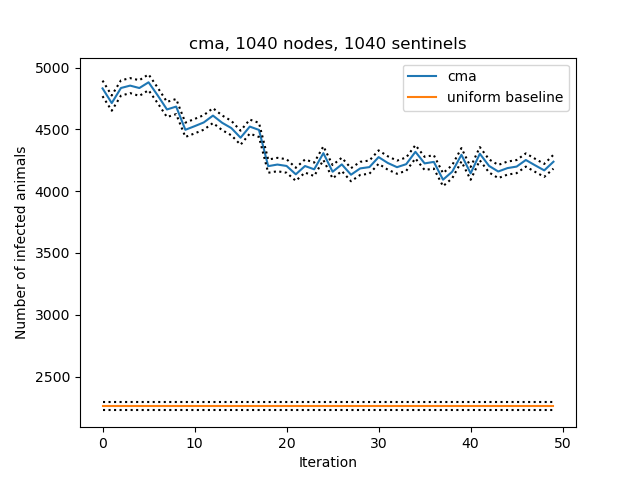 cma, 1040 nodes, 1040 sentinels
cma
uniform baseline
Number of infected animals
5000
4500
4000
3500
3000
2500
0 10 20 30 40 50
Iteration